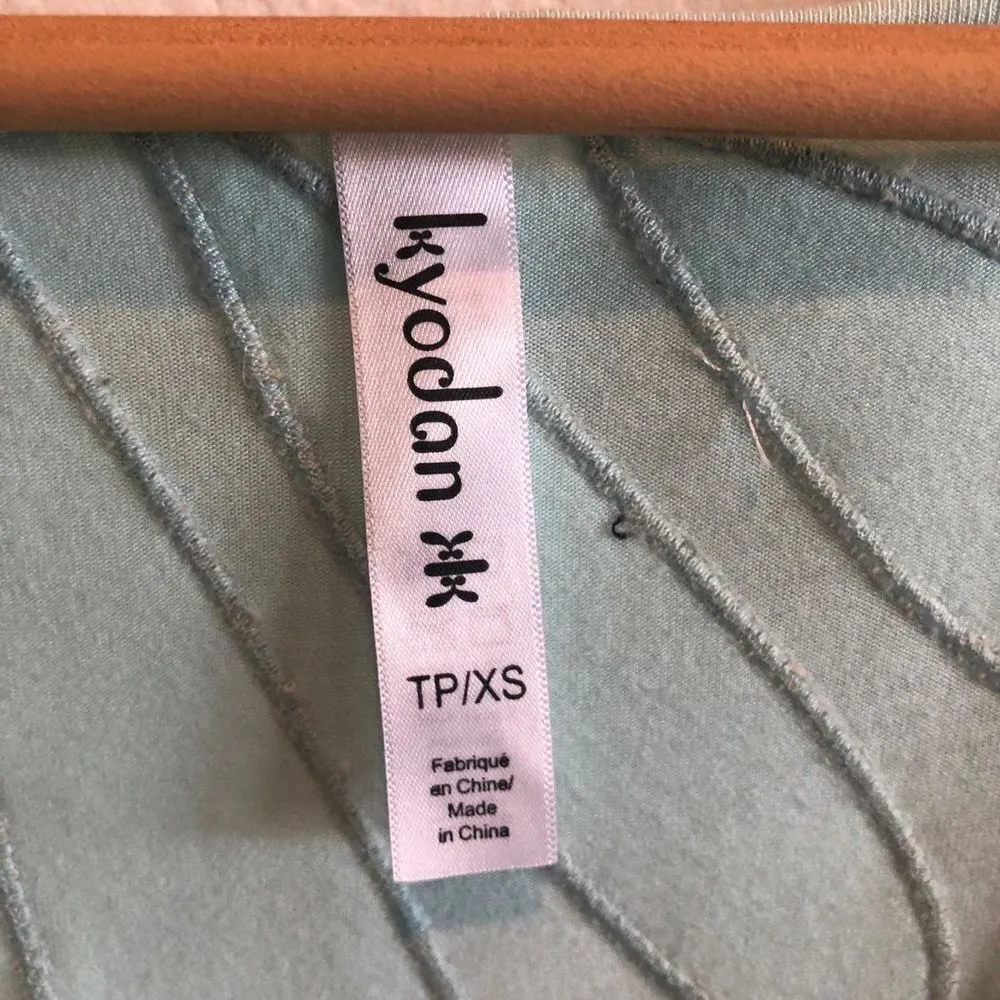 kyodan
TP/XS
Fabriqué
en Chine/
Made
in China